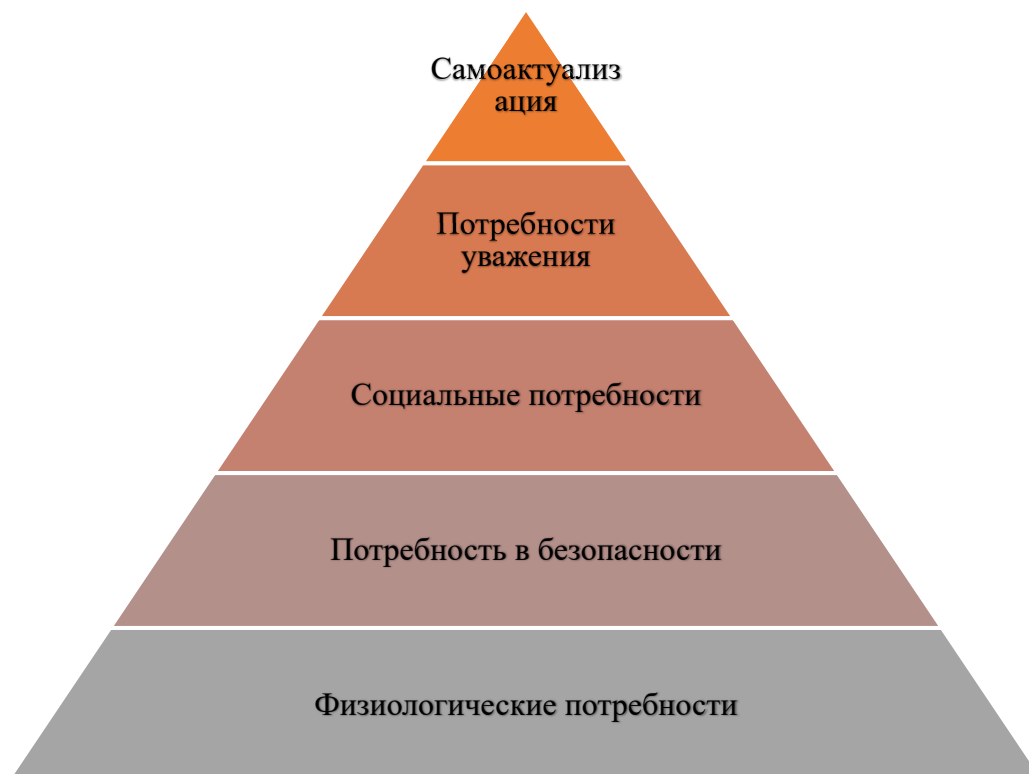 Самоактуализ
ация
Потребности
уважения
Социальные потребности
Потребность в безопасности
Физиологические потребности